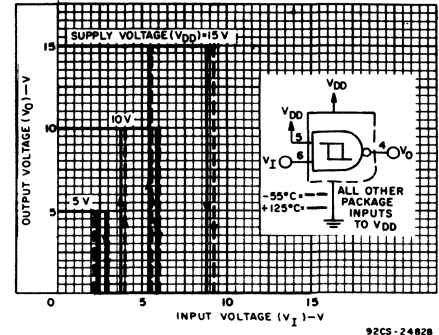 SUPPLY VOLTAGE (VDD)=15 V
15
10 V
10
5 V
5
OUTPUT VOLTAGE (VO)—V
VDD
VDD
5
VI
6
4
VO
-55°C=
+125°C=
ALL OTHER
PACKAGE
INPUTS
TO VDD
0
5
10
15
INPUT VOLTAGE (VI)—V
92CS-24828